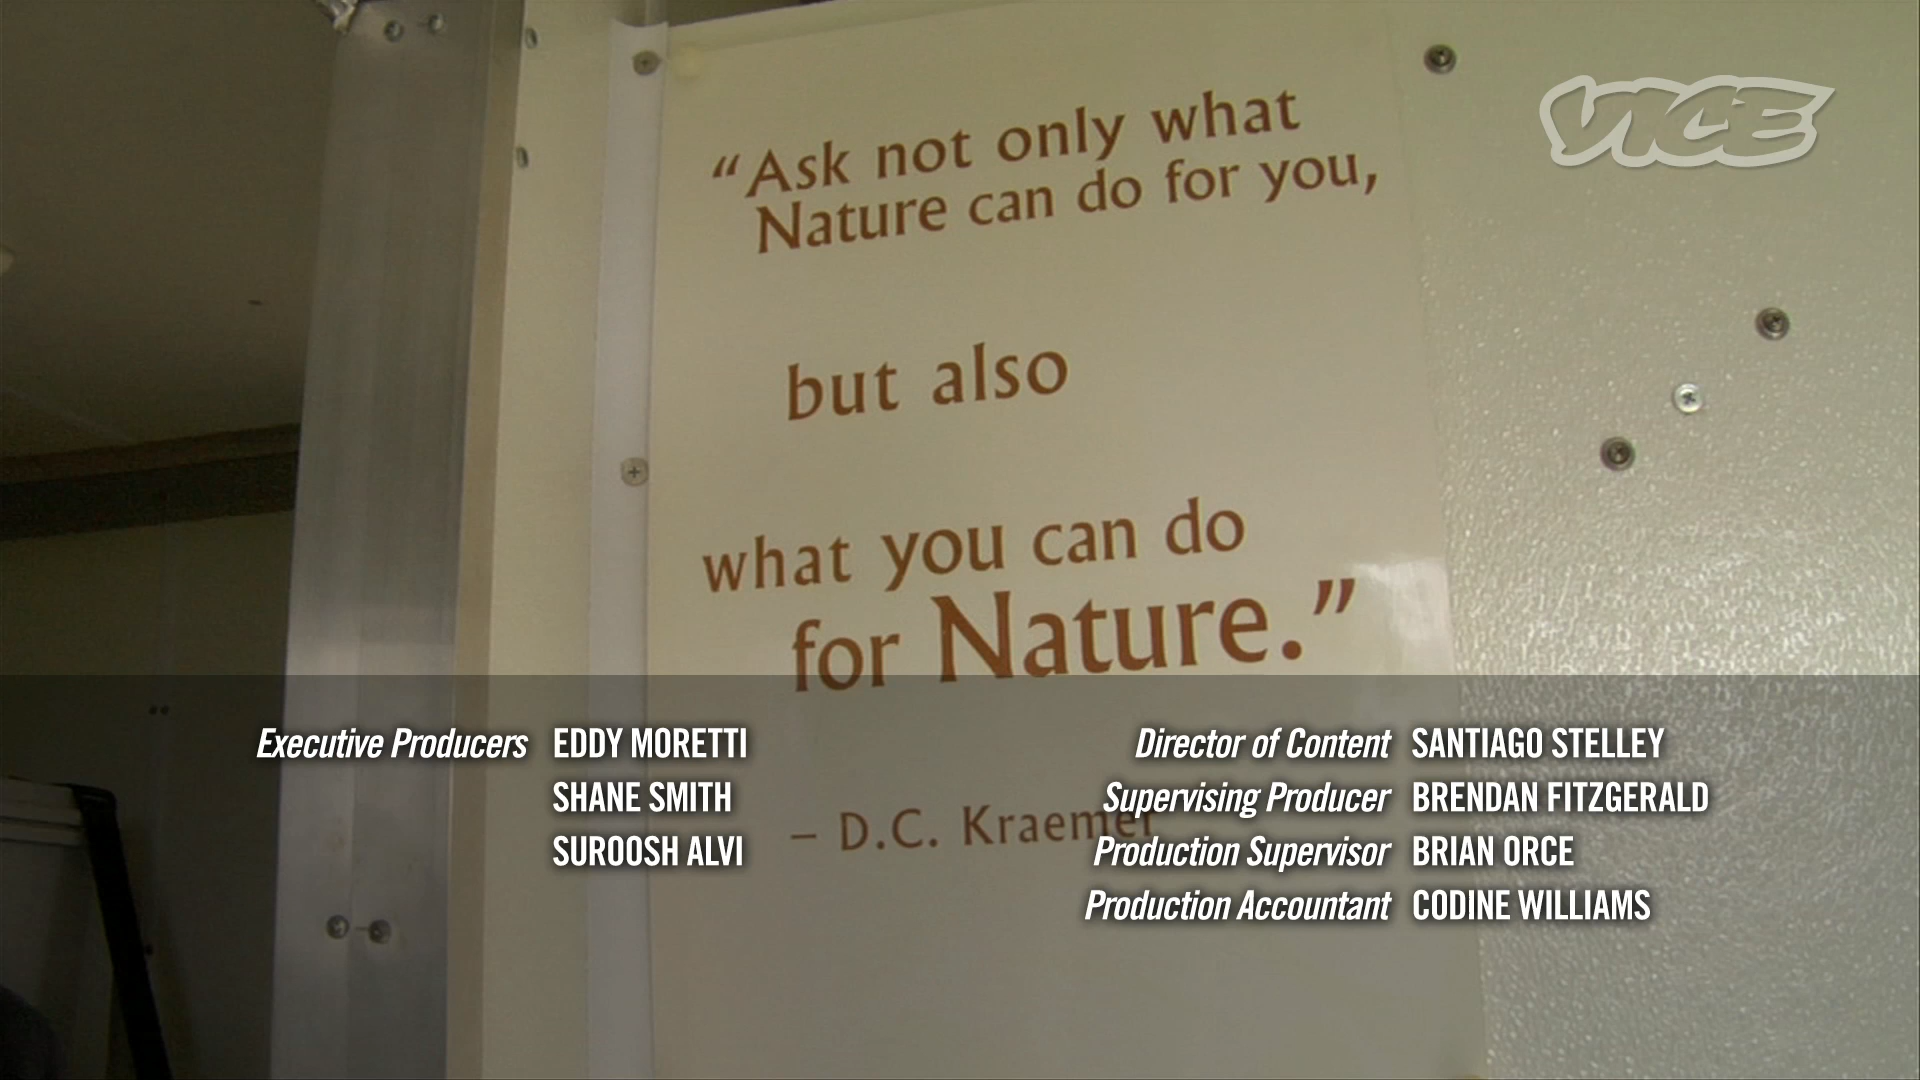 VICE
“Ask not only what
Nature can do for you,
but also
what you can do
for Nature.”
– D.C. Kraemer
Executive Producers EDDY MORETTI
SHANE SMITH
SUROOSH ALVI
Director of Content SANTIAGO STELLEY
Supervising Producer BRENDAN FITZGERALD
Production Supervisor BRIAN ORCE
Production Accountant CODINE WILLIAMS